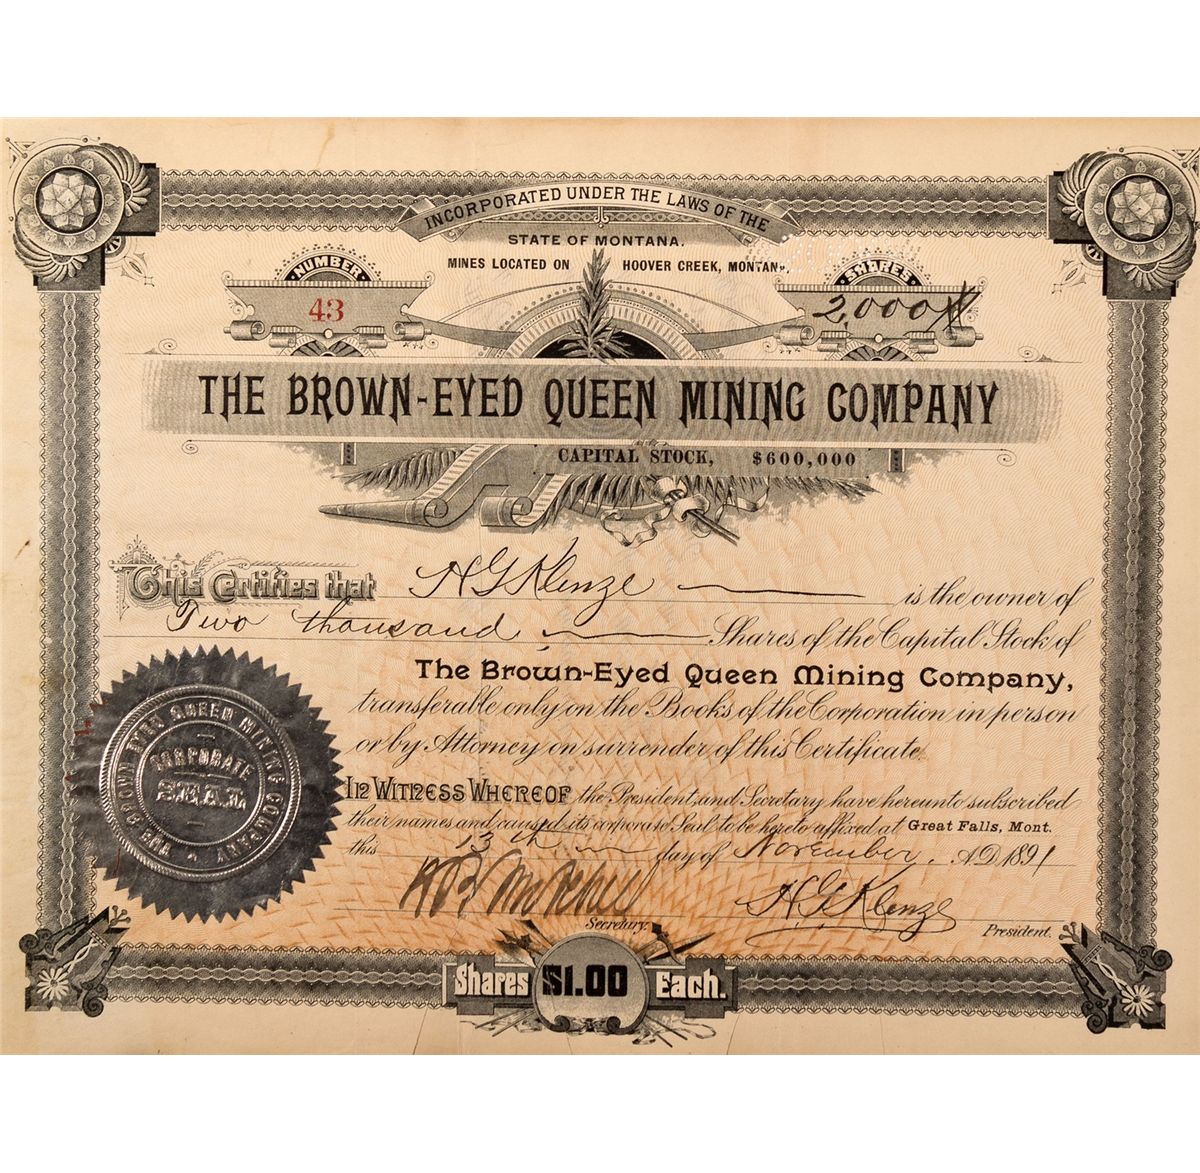 INCORPORATED UNDER THE LAWS OF THE
STATE OF MONTANA.
MINES LOCATED ON HOOVER CREEK, MONTANA,
NUMBER
43
SHARES
2,000
THE BROWN-EYED QUEEN MINING COMPANY
CAPITAL STOCK, $600,000
This Certifies that H G Klenze is the owner of
Two thousand Shares of the Capital Stock of
The Brown-Eyed Queen Mining Company,
transferable only on the Books of the Corporation in person
or by Attorney on surrender of this Certificate.
In Witness Whereof the President and Secretary have hereunto subscribed
their names and caused its corporate Seal to be hereto affixed at Great Falls, Mont.
this 13th day of November. A.D. 1891
H G Klenze
Secretary. President.
THE BROWN EYED QUEEN MINING COMPANY
CORPORATE
SEAL
Shares $1.00 Each.